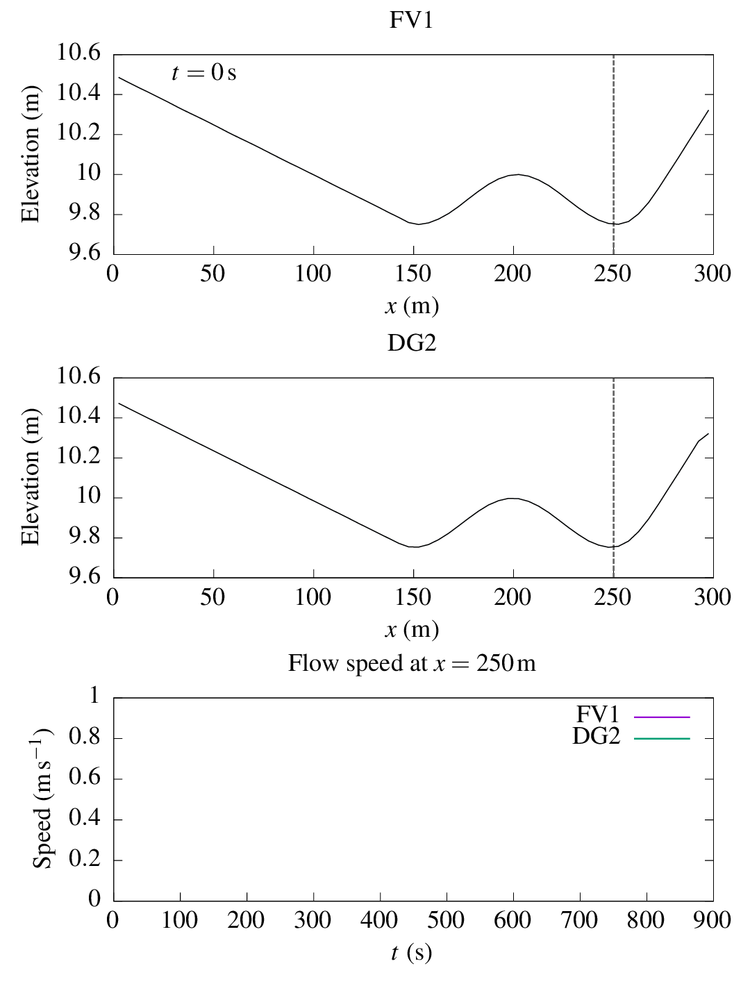 FV1
10.6
10.4
10.2
10
9.8
9.6
Elevation (m)
t = 0 s
0 50 100 150 200 250 300
x (m)
DG2
10.6
10.4
10.2
10
9.8
9.6
Elevation (m)
0 50 100 150 200 250 300
x (m)
Flow speed at x = 250 m
1
0.8
0.6
0.4
0.2
0
Speed (m s⁻¹)
FV1
DG2
0 100 200 300 400 500 600 700 800 900
t (s)